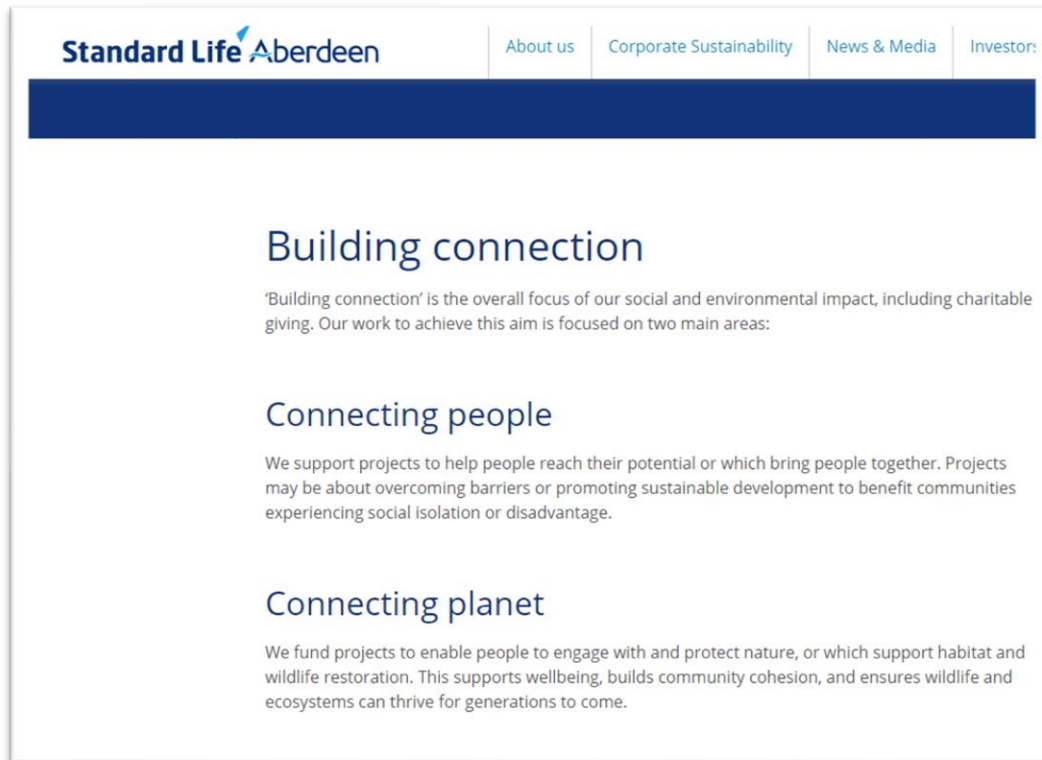 Standard Life Aberdeen
About us
Corporate Sustainability
News & Media
Investors
Building connection
‘Building connection’ is the overall focus of our social and environmental impact, including charitable
giving. Our work to achieve this aim is focused on two main areas:
Connecting people
We support projects to help people reach their potential or which bring people together. Projects
may be about overcoming barriers or promoting sustainable development to benefit communities
experiencing social isolation or disadvantage.
Connecting planet
We fund projects to enable people to engage with and protect nature, or which support habitat and
wildlife restoration. This supports wellbeing, builds community cohesion, and ensures wildlife and
ecosystems can thrive for generations to come.